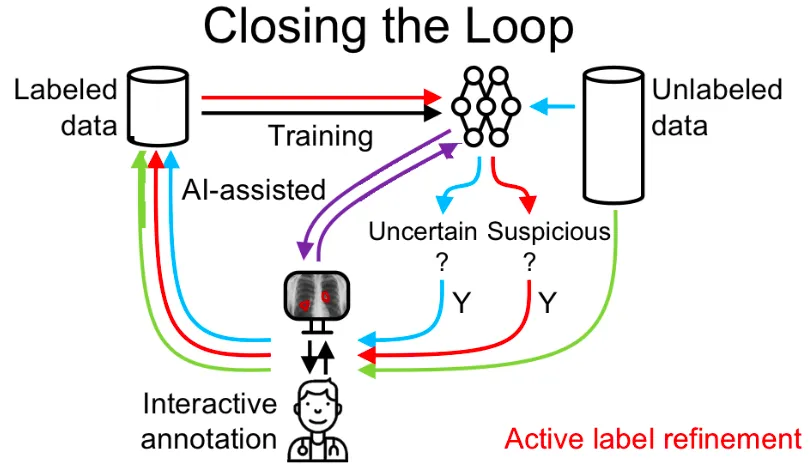 Closing the Loop
Labeled
data
Training
Unlabeled
data
AI-assisted
Uncertain
?
Suspicious
?
Y
Y
Interactive
annotation
Active label refinement